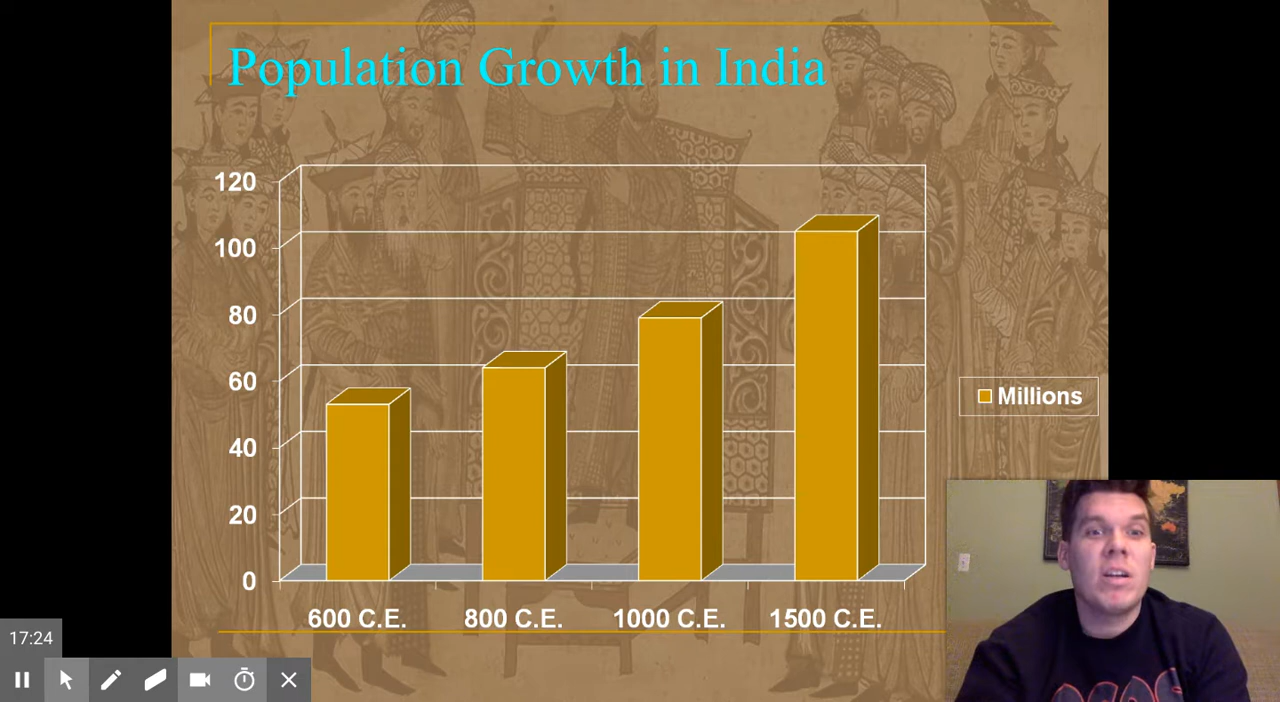 Population Growth in India
120
100
80
60
40
20
0
600 C.E. 800 C.E. 1000 C.E. 1500 C.E.
Millions
17:24